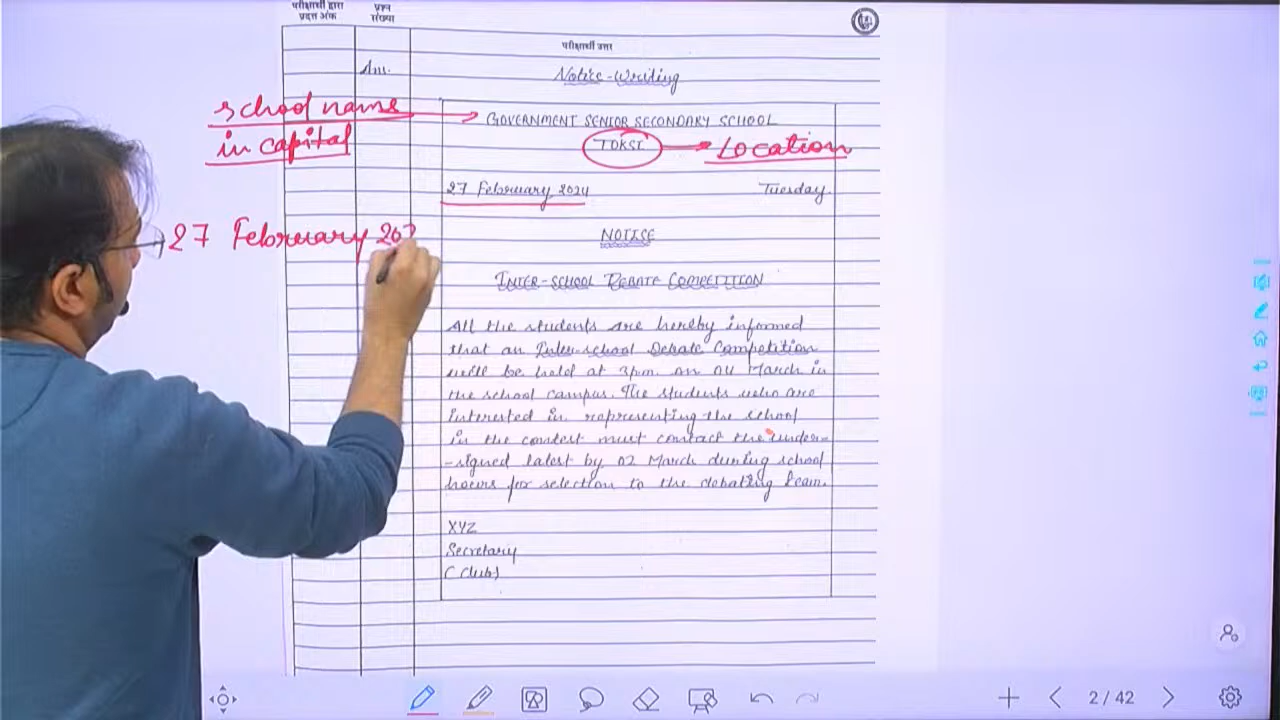 परीक्षार्थी द्वारा
प्रदत्त अंक
प्रश्न
संख्या
परीक्षार्थी उत्तर
Ans.
Notice-Writing
school name
in capital
GOVERNMENT SENIOR SECONDARY SCHOOL
TOKSI
Location
27 February 2024
Tuesday
27 February 202
NOTICE
INTER-SCHOOL DEBATE COMPETITION
All the students are hereby informed
that an Inter-school Debate Competition
will be held at 3pm. on 04 March in
the school campus. The students who are
interested in representing the school
in the contest must contact the under-
-signed latest by 02 March during school
hours for selection to the debating team.
XYZ
Secretary
(Club)
2/42